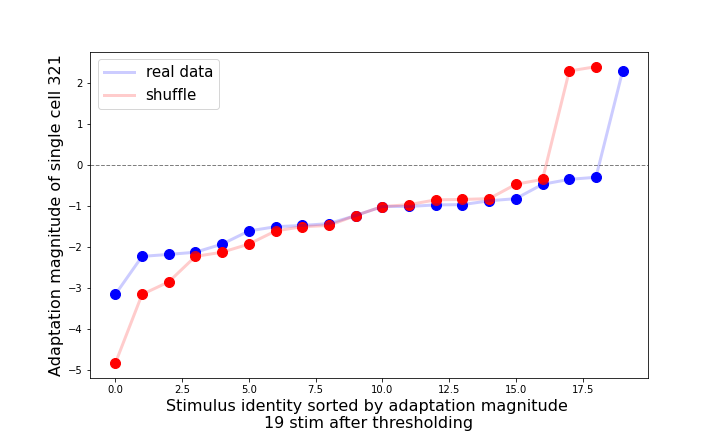 real data
shuffle
Adaptation magnitude of single cell 321
2
1
0
−1
−2
−3
−4
−5
0.0 2.5 5.0 7.5 10.0 12.5 15.0 17.5
Stimulus identity sorted by adaptation magnitude
19 stim after thresholding